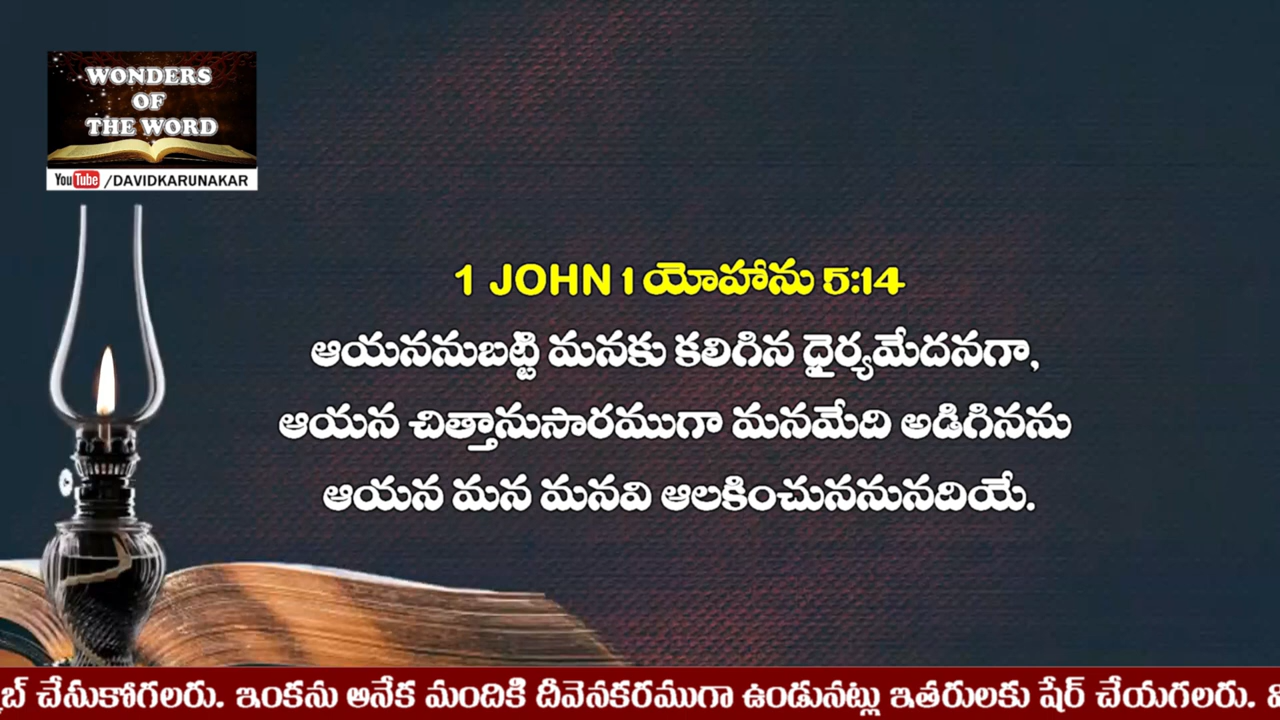 WONDERS
OF
THE WORD
YouTube /DAVIDKARUNAKAR
1 JOHN 1 యోహాను 5:14
ఆయననుబట్టి మనకు కలిగిన ధైర్యమేదనగా,
ఆయన చిత్తానుసారముగా మనమేది అడిగినను
ఆయన మన మనవి ఆలకించుననునదియే.
చేసుకోగలరు. ఇంకను అనేక మందికి దీవెనకరముగా ఉండునట్లు ఇతరులకు షేర్ చేయగలరు.